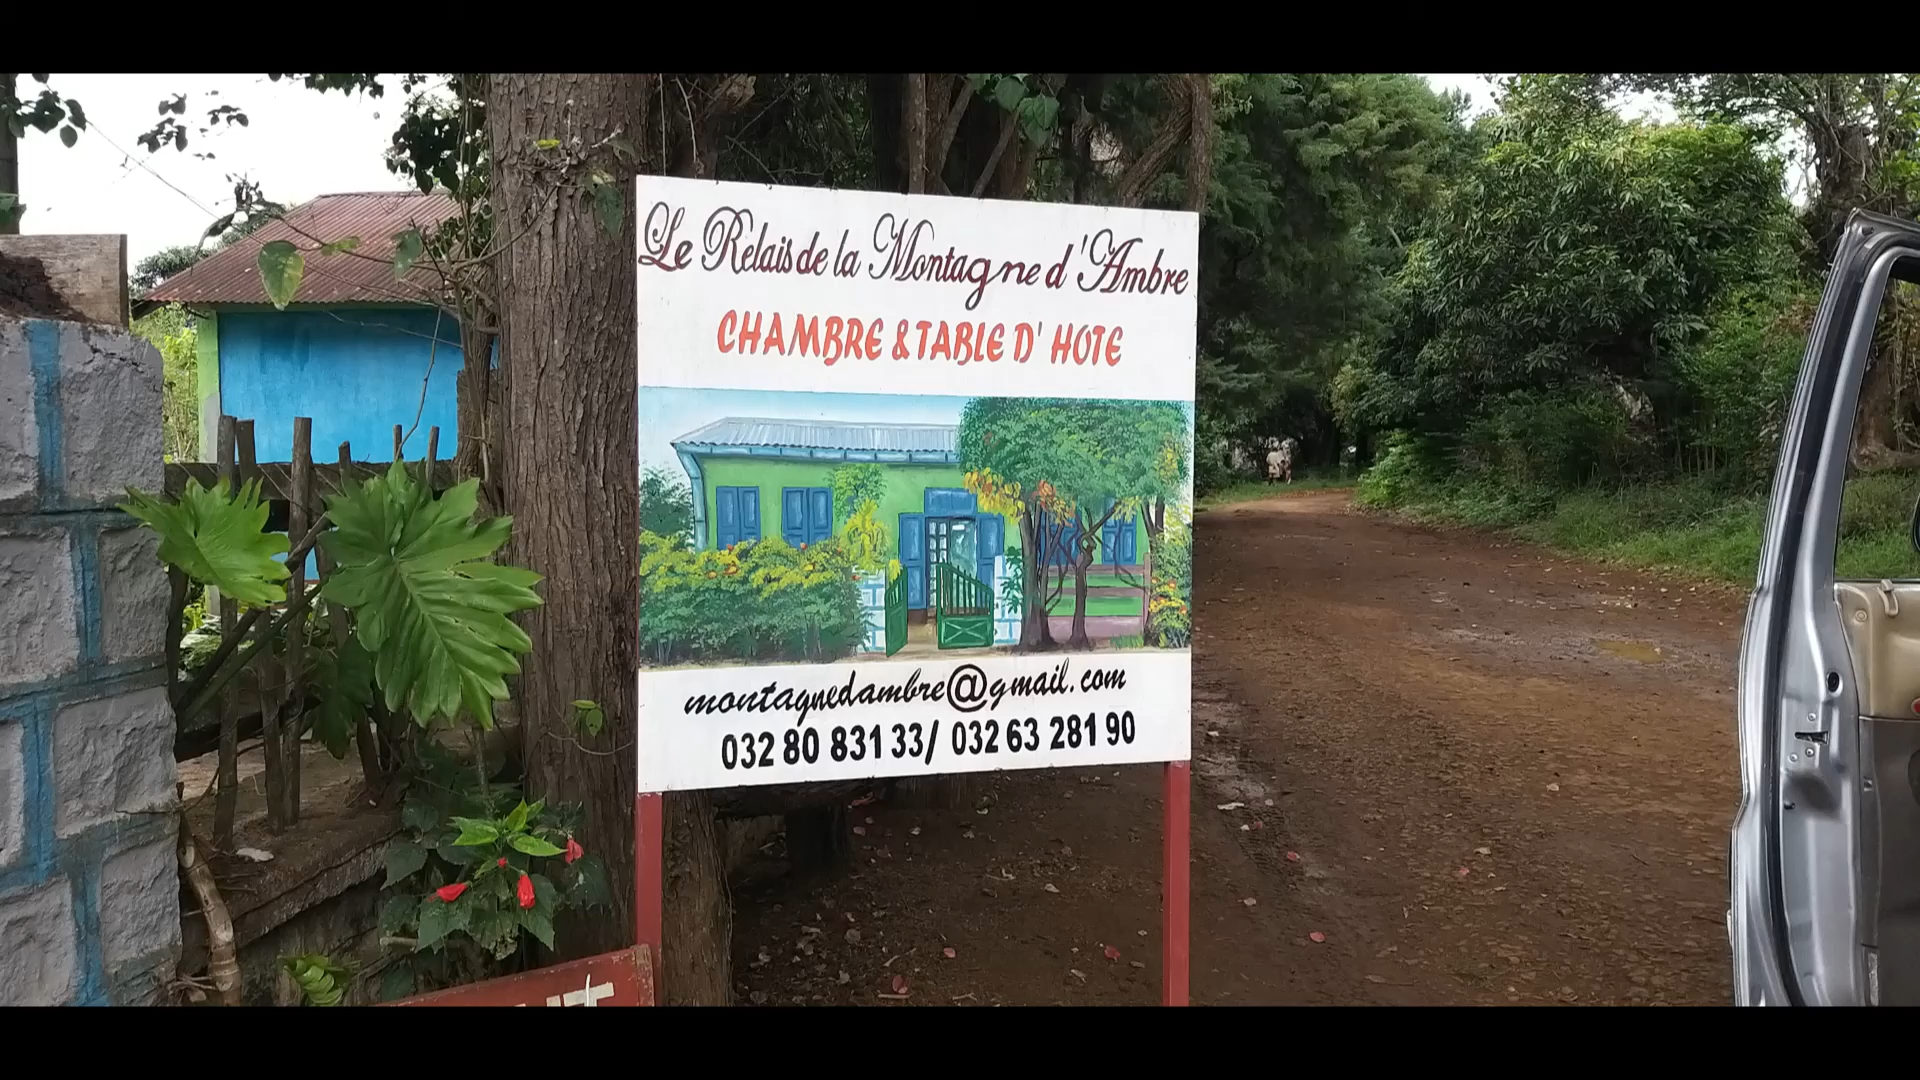 Le Relais de la Montagne d'Ambre
CHAMBRE & TABLE D' HOTE
montagnedambre@gmail.com
032 80 831 33/ 032 63 281 90